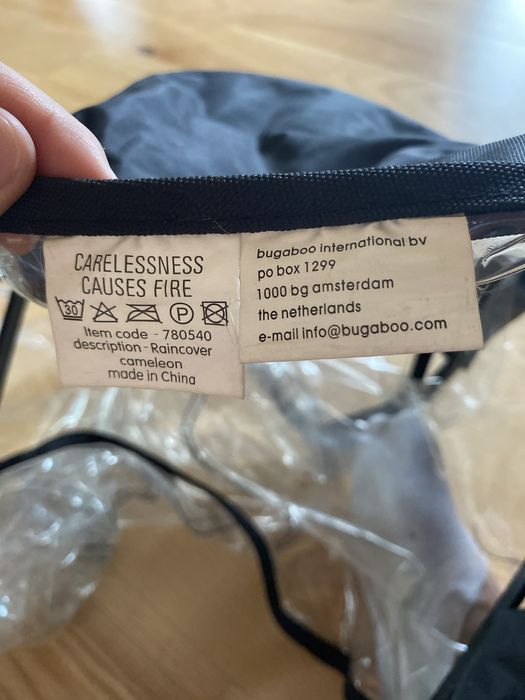 CARELESSNESS
CAUSES FIRE
30 P
Item code - 780540
description - Raincover
cameleon
made in China
bugaboo international bv
po box 1299
1000 bg amsterdam
the netherlands
e-mail info@bugaboo.com